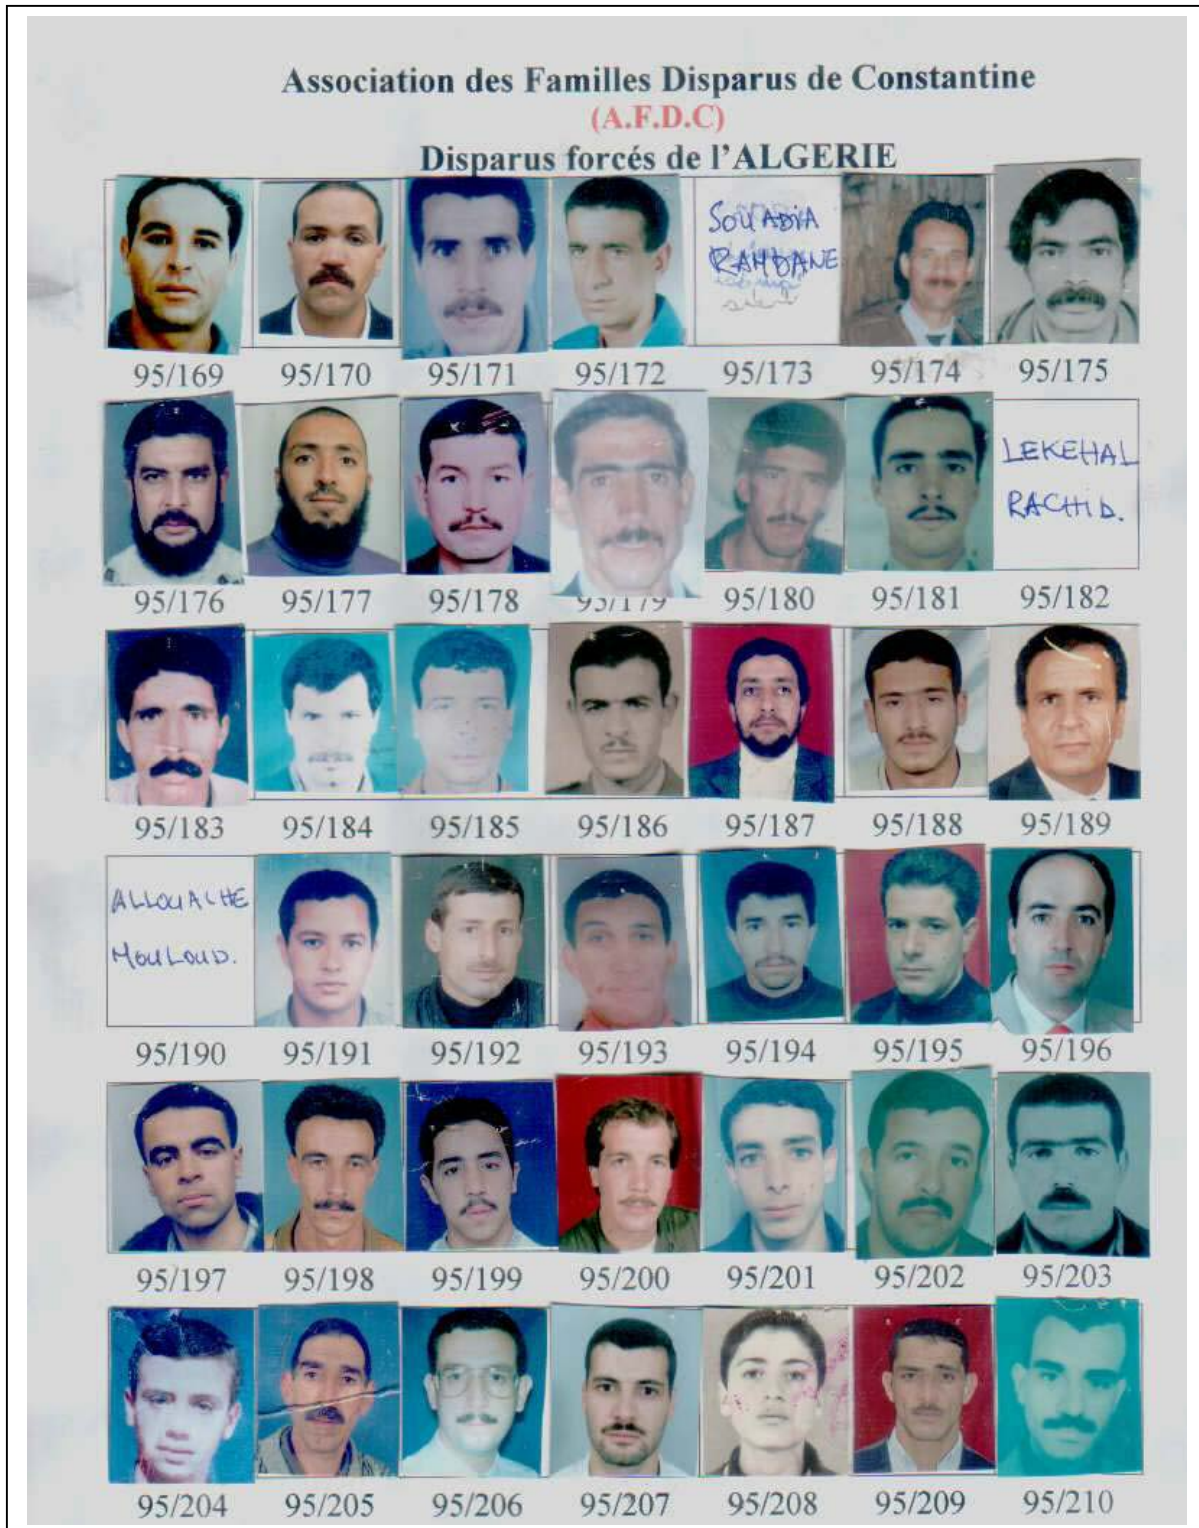 Association des Familles Disparus de Constantine
(A.F.D.C)
Disparus forcés de l'ALGERIE
SOUADIA
RAMDANE
95/169 95/170 95/171 95/172 95/173 95/174 95/175
LEKEHAL
RACHID.
95/176 95/177 95/178 95/179 95/180 95/181 95/182
95/183 95/184 95/185 95/186 95/187 95/188 95/189
ALLOUACHE
MOULOUD.
95/190 95/191 95/192 95/193 95/194 95/195 95/196
95/197 95/198 95/199 95/200 95/201 95/202 95/203
95/204 95/205 95/206 95/207 95/208 95/209 95/210